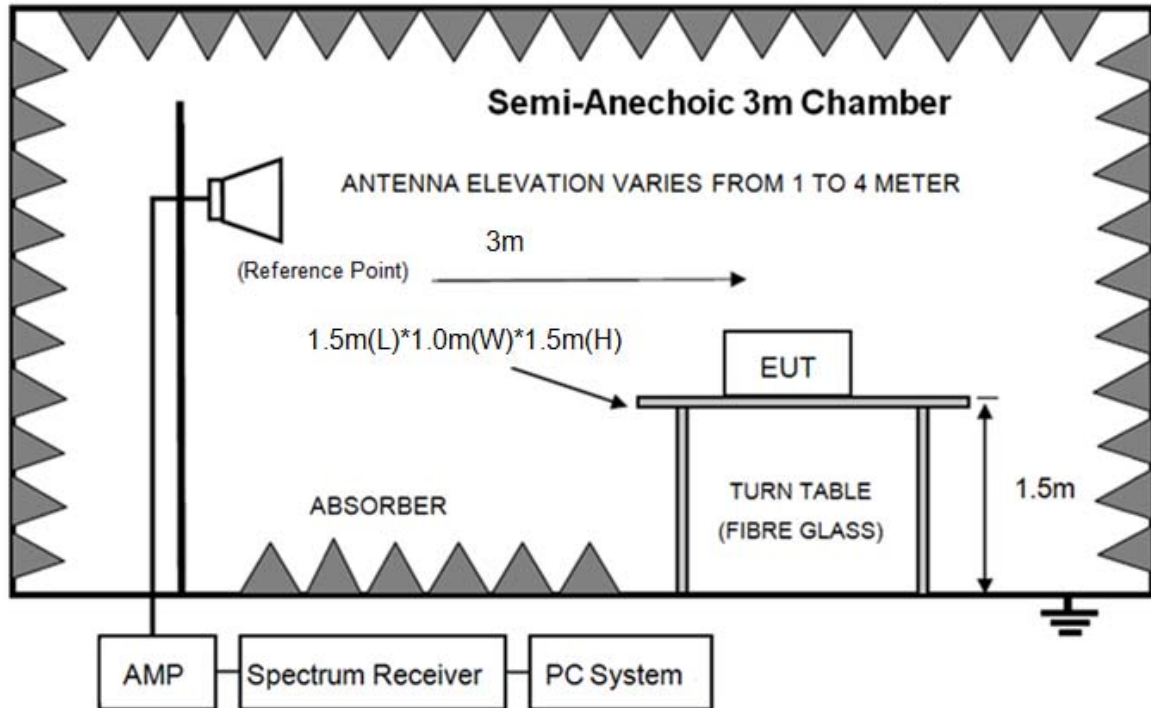 Semi-Anechoic 3m Chamber
ANTENNA ELEVATION VARIES FROM 1 TO 4 METER
3m
(Reference Point)
1.5m(L)*1.0m(W)*1.5m(H)
EUT
ABSORBER
TURN TABLE
(FIBRE GLASS)
1.5m
AMP
Spectrum Receiver
PC System